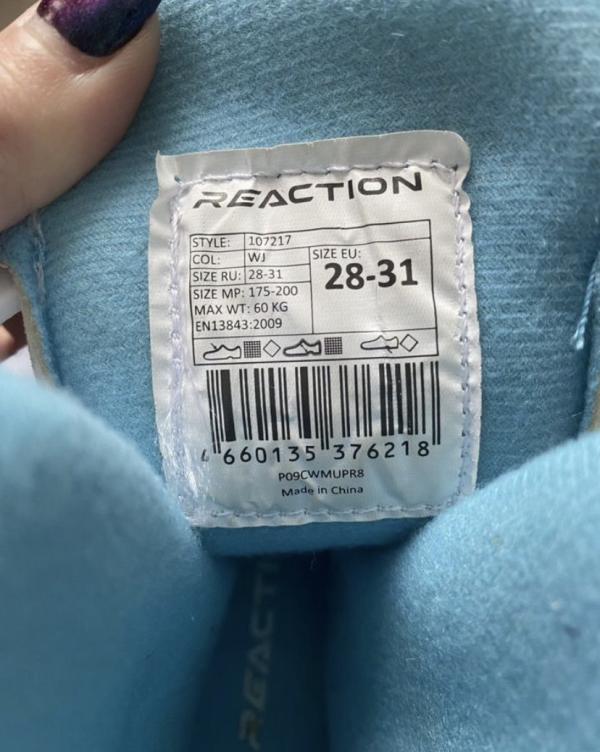 REACTION
STYLE: 107217
COL: WJ
SIZE RU: 28-31
SIZE MP: 175-200
MAX WT: 60 KG
EN13843:2009
SIZE EU:
28-31
4 660135 376218
P09CWMUPR8
Made in China
REACTI